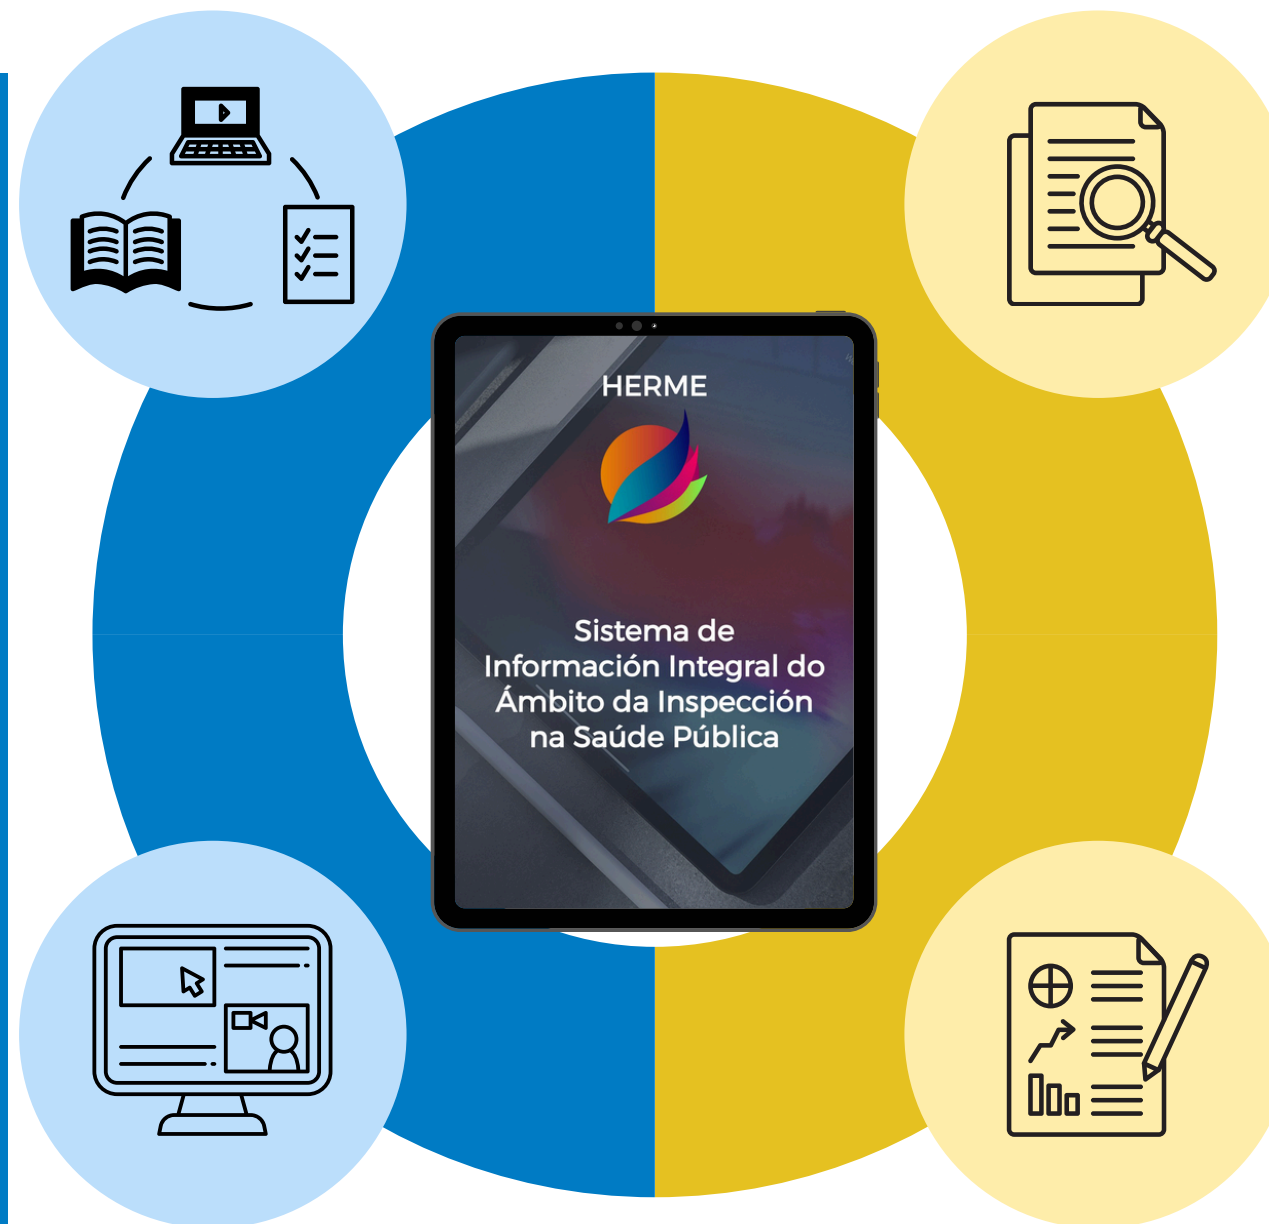 HERME
Sistema de
Información Integral do
Ámbito da Inspección
na Saúde Pública